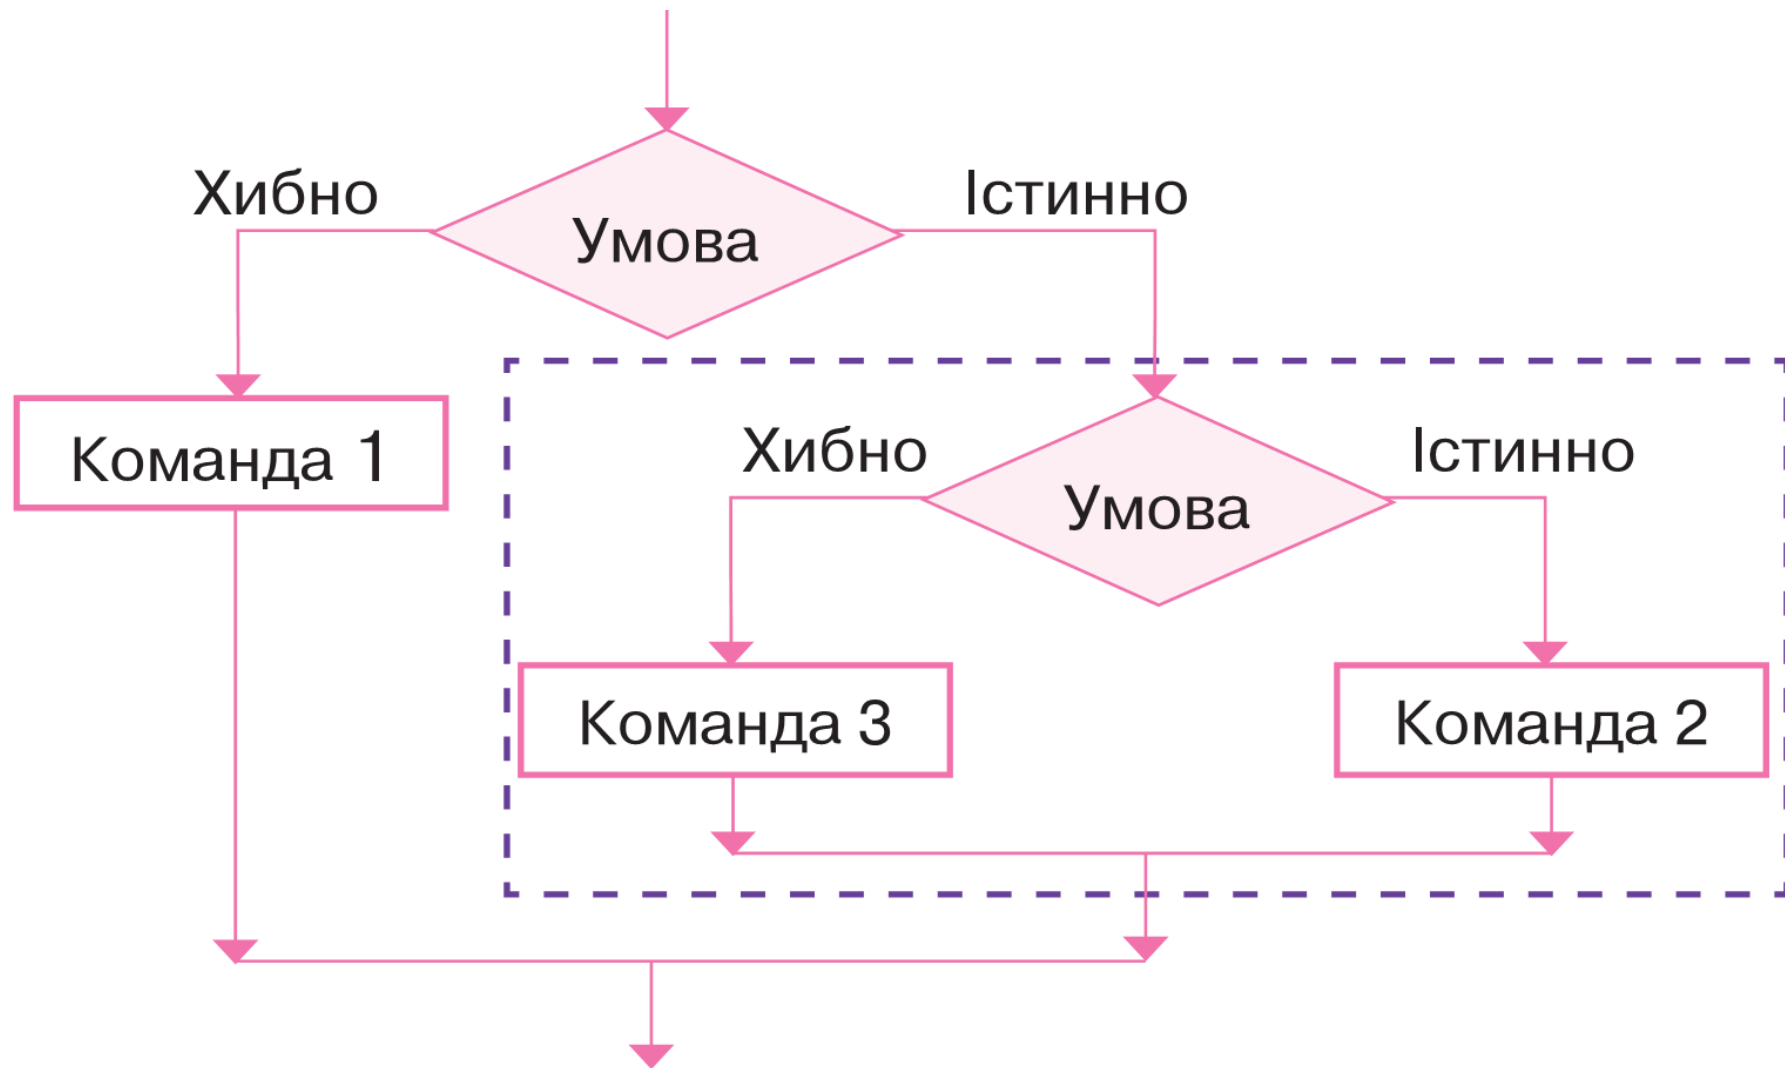 Хибно
Істинно
Умова
Команда 1
Хибно
Істинно
Умова
Команда 3
Команда 2